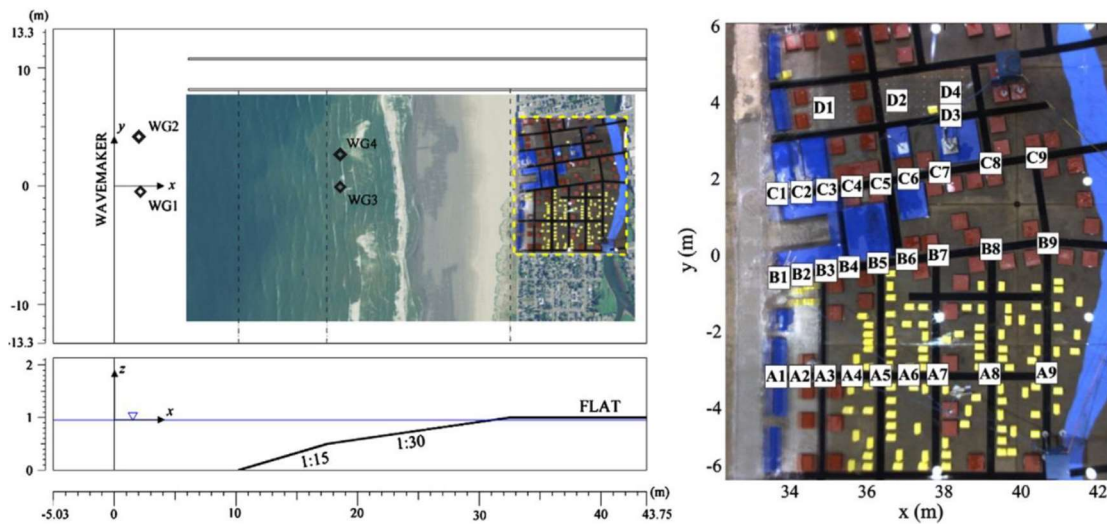 (m)
13.3
10
0
-10
-13.3
WAVEMAKER
y
x
WG2
WG1
WG4
WG3
2
1
0
z
x
1:15
1:30
FLAT
(m)
-5.03 0 10 20 30 40 43.75
6
4
2
0
-2
-4
-6
y (m)
D1 D2 D4
D3
C1 C2 C3 C4 C5 C6 C7 C8 C9
B1 B2 B3 B4 B5 B6 B7 B8 B9
A1 A2 A3 A4 A5 A6 A7 A8 A9
34 36 38 40 42
x (m)